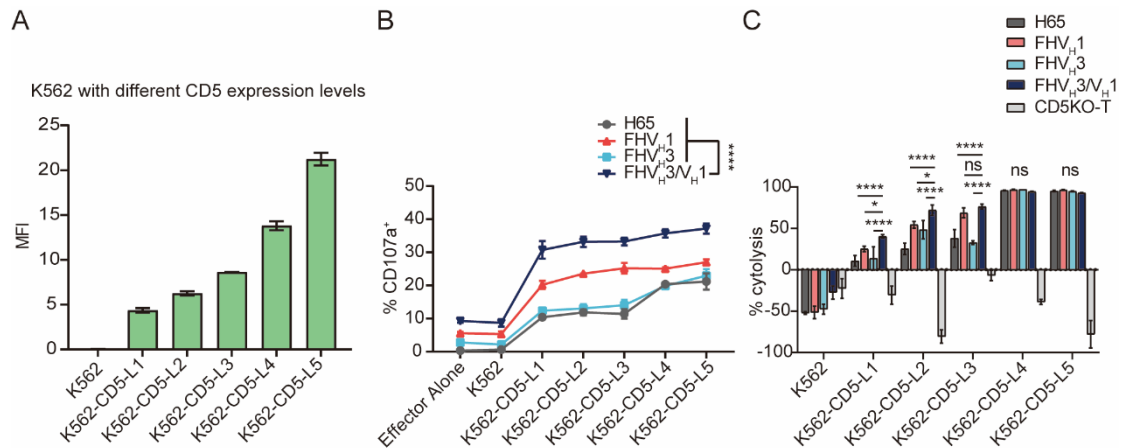 A
K562 with different CD5 expression levels
MFI
25
20
15
10
5
0
K562
K562-CD5-L1
K562-CD5-L2
K562-CD5-L3
K562-CD5-L4
K562-CD5-L5
B
H65
FHVH1
FHVH3
FHVH3/VH1
****
% CD107a+
50
40
30
20
10
0
Effector Alone
K562
K562-CD5-L1
K562-CD5-L2
K562-CD5-L3
K562-CD5-L4
K562-CD5-L5
C
H65
FHVH1
FHVH3
FHVH3/VH1
CD5KO-T
% cytolysis
100
50
0
-50
-100
****
*
****
****
*
****
****
ns
****
ns
ns
K562
K562-CD5-L1
K562-CD5-L2
K562-CD5-L3
K562-CD5-L4
K562-CD5-L5